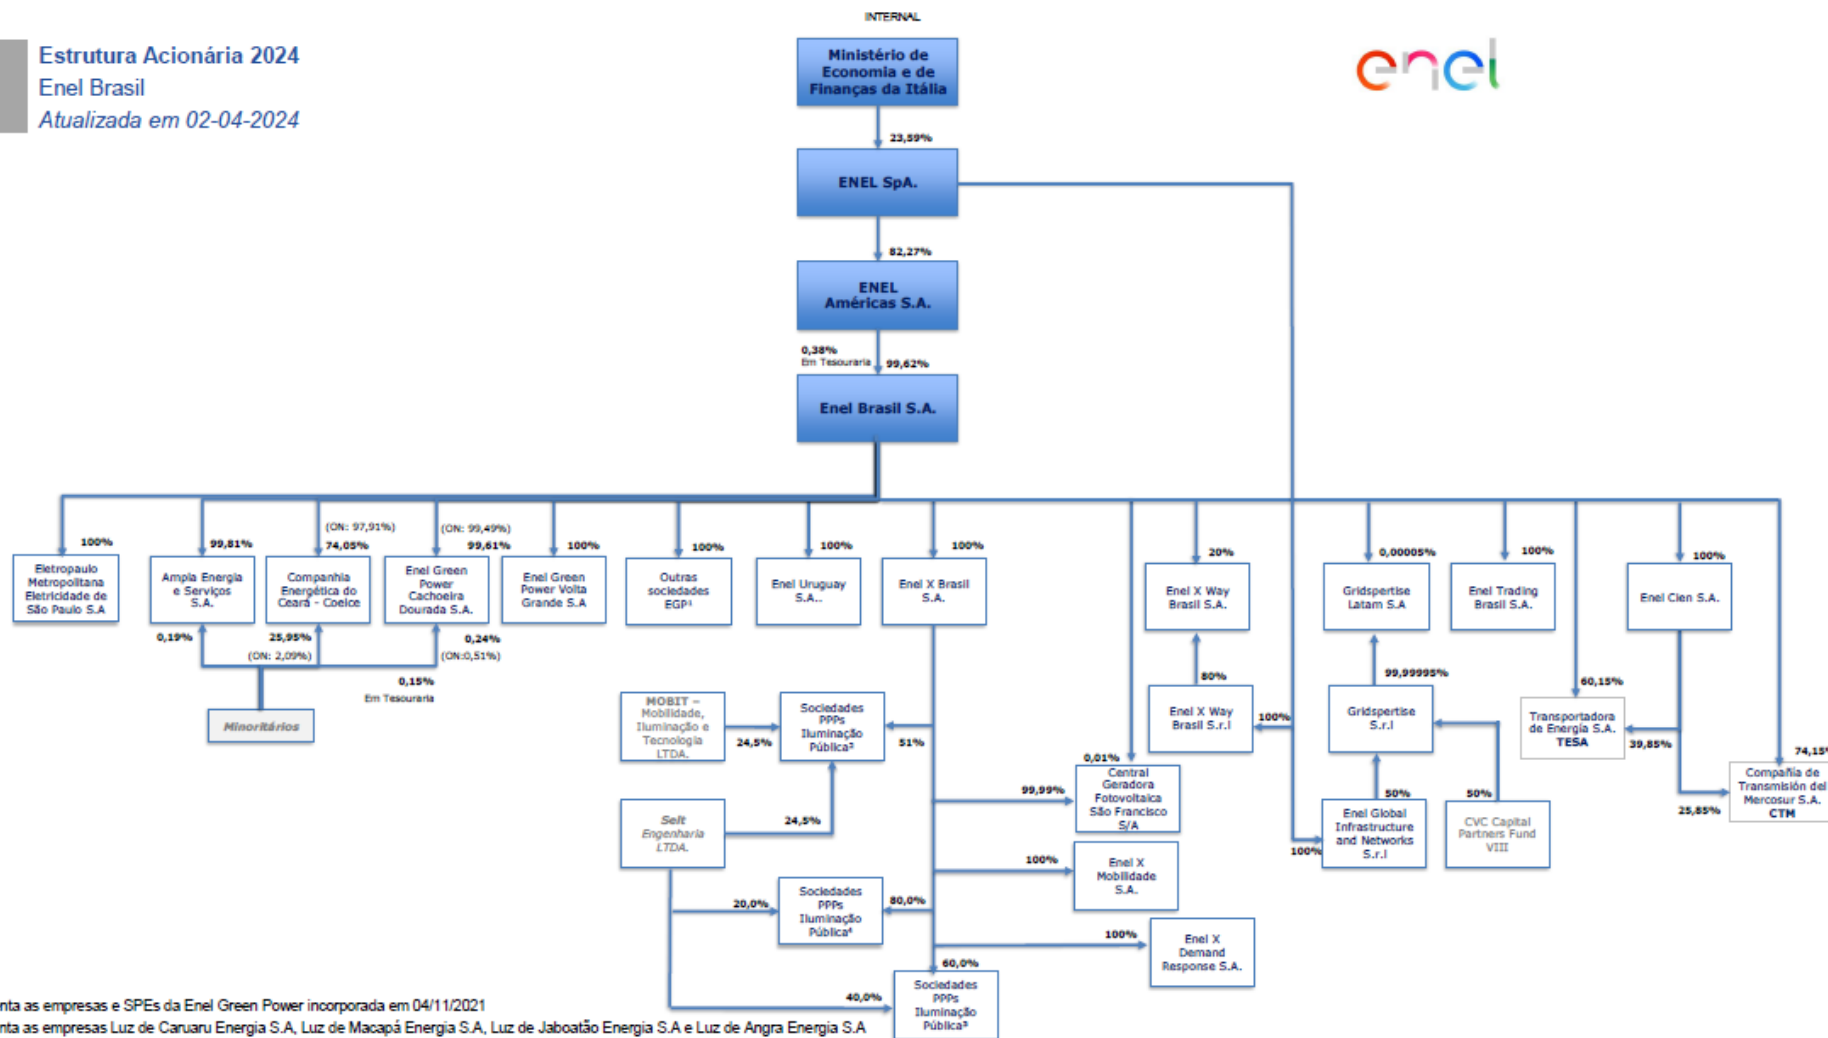 INTERNAL
Estrutura Acionária 2024
Enel Brasil
Atualizada em 02-04-2024
enel
Ministério de
Economia e de
Finanças da Itália
23,59%
ENEL SpA.
82,27%
ENEL
Américas S.A.
0,38%
Em Tesouraria
99,62%
Enel Brasil S.A.
100%
Eletropaulo
Metropolitana
Eletricidade de
São Paulo S.A
99,81%
Ampla Energia
e Serviços
S.A.
(ON: 97,91%)
74,05%
Companhia
Energética do
Ceará - Coelce
(ON: 99,49%)
99,61%
Enel Green
Power
Cachoeira
Dourada S.A.
100%
Enel Green
Power Volta
Grande S.A
100%
Outras
sociedades
EGP¹
100%
Enel Uruguay
S.A..
100%
Enel X Brasil
S.A.
20%
Enel X Way
Brasil S.A.
0,00005%
Gridspertise
Latam S.A
100%
Enel Trading
Brasil S.A.
100%
Enel Cien S.A.
0,19%
25,95%
(ON: 2,09%)
0,24%
(ON:0,51%)
0,15%
Em Tesouraria
Minoritários
MOBIT –
Mobilidade,
Iluminação e
Tecnologia
LTDA.
24,5%
Sociedades
PPPs
Iluminação
Pública²
51%
80%
Enel X Way
Brasil S.r.l
100%
99,99995%
Gridspertise
S.r.l
60,15%
Transportadora
de Energía S.A.
TESA
39,85%
74,15%
Compañía de
Transmisión del
Mercosur S.A.
CTM
25,85%
Selt
Engenharia
LTDA.
24,5%
0,01%
99,99%
Central
Geradora
Fotovoltaica
São Francisco
S/A
50%
Enel Global
Infrastructure
and Networks
S.r.l
100%
50%
CVC Capital
Partners Fund
VIII
100%
Enel X
Mobilidade
S.A.
20,0%
Sociedades
PPPs
Iluminação
Pública⁴
80,0%
100%
Enel X
Demand
Response S.A.
60,0%
40,0%
Sociedades
PPPs
Iluminação
Pública³
nta as empresas e SPEs da Enel Green Power incorporada em 04/11/2021
nta as empresas Luz de Caruaru Energia S.A, Luz de Macapá Energia S.A, Luz de Jaboatão Energia S.A e Luz de Angra Energia S.A